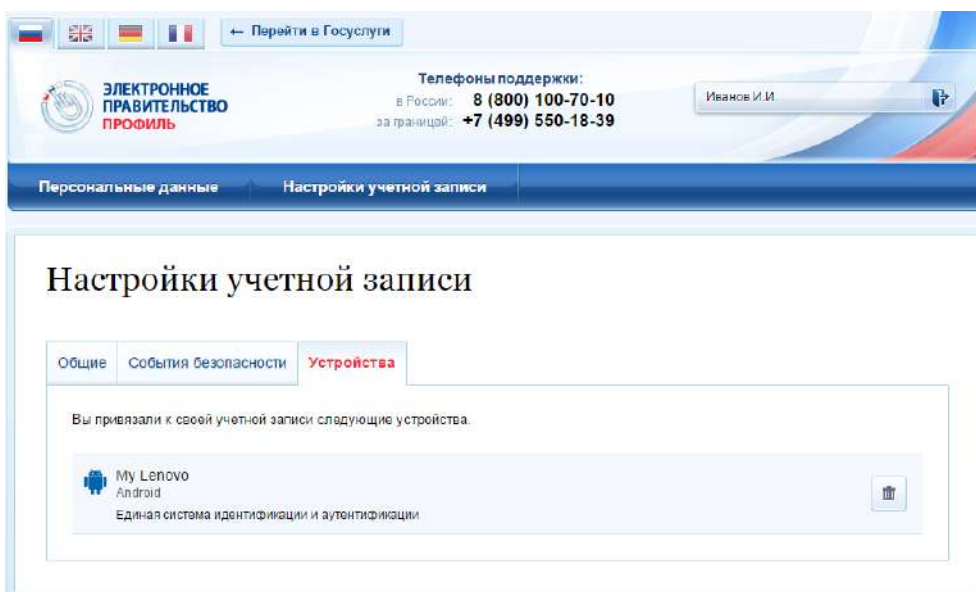 ← Перейти в Госуслуги
ЭЛЕКТРОННОЕ
ПРАВИТЕЛЬСТВО
ПРОФИЛЬ
Телефоны поддержки:
в России: 8 (800) 100-70-10
за границей: +7 (499) 550-18-39
Иванов И.И.
Персональные данные Настройки учетной записи
Настройки учетной записи
Общие События безопасности Устройства
Вы привязали к своей учетной записи следующие устройства.
My Lenovo
Android
Единая система идентификации и аутентификации